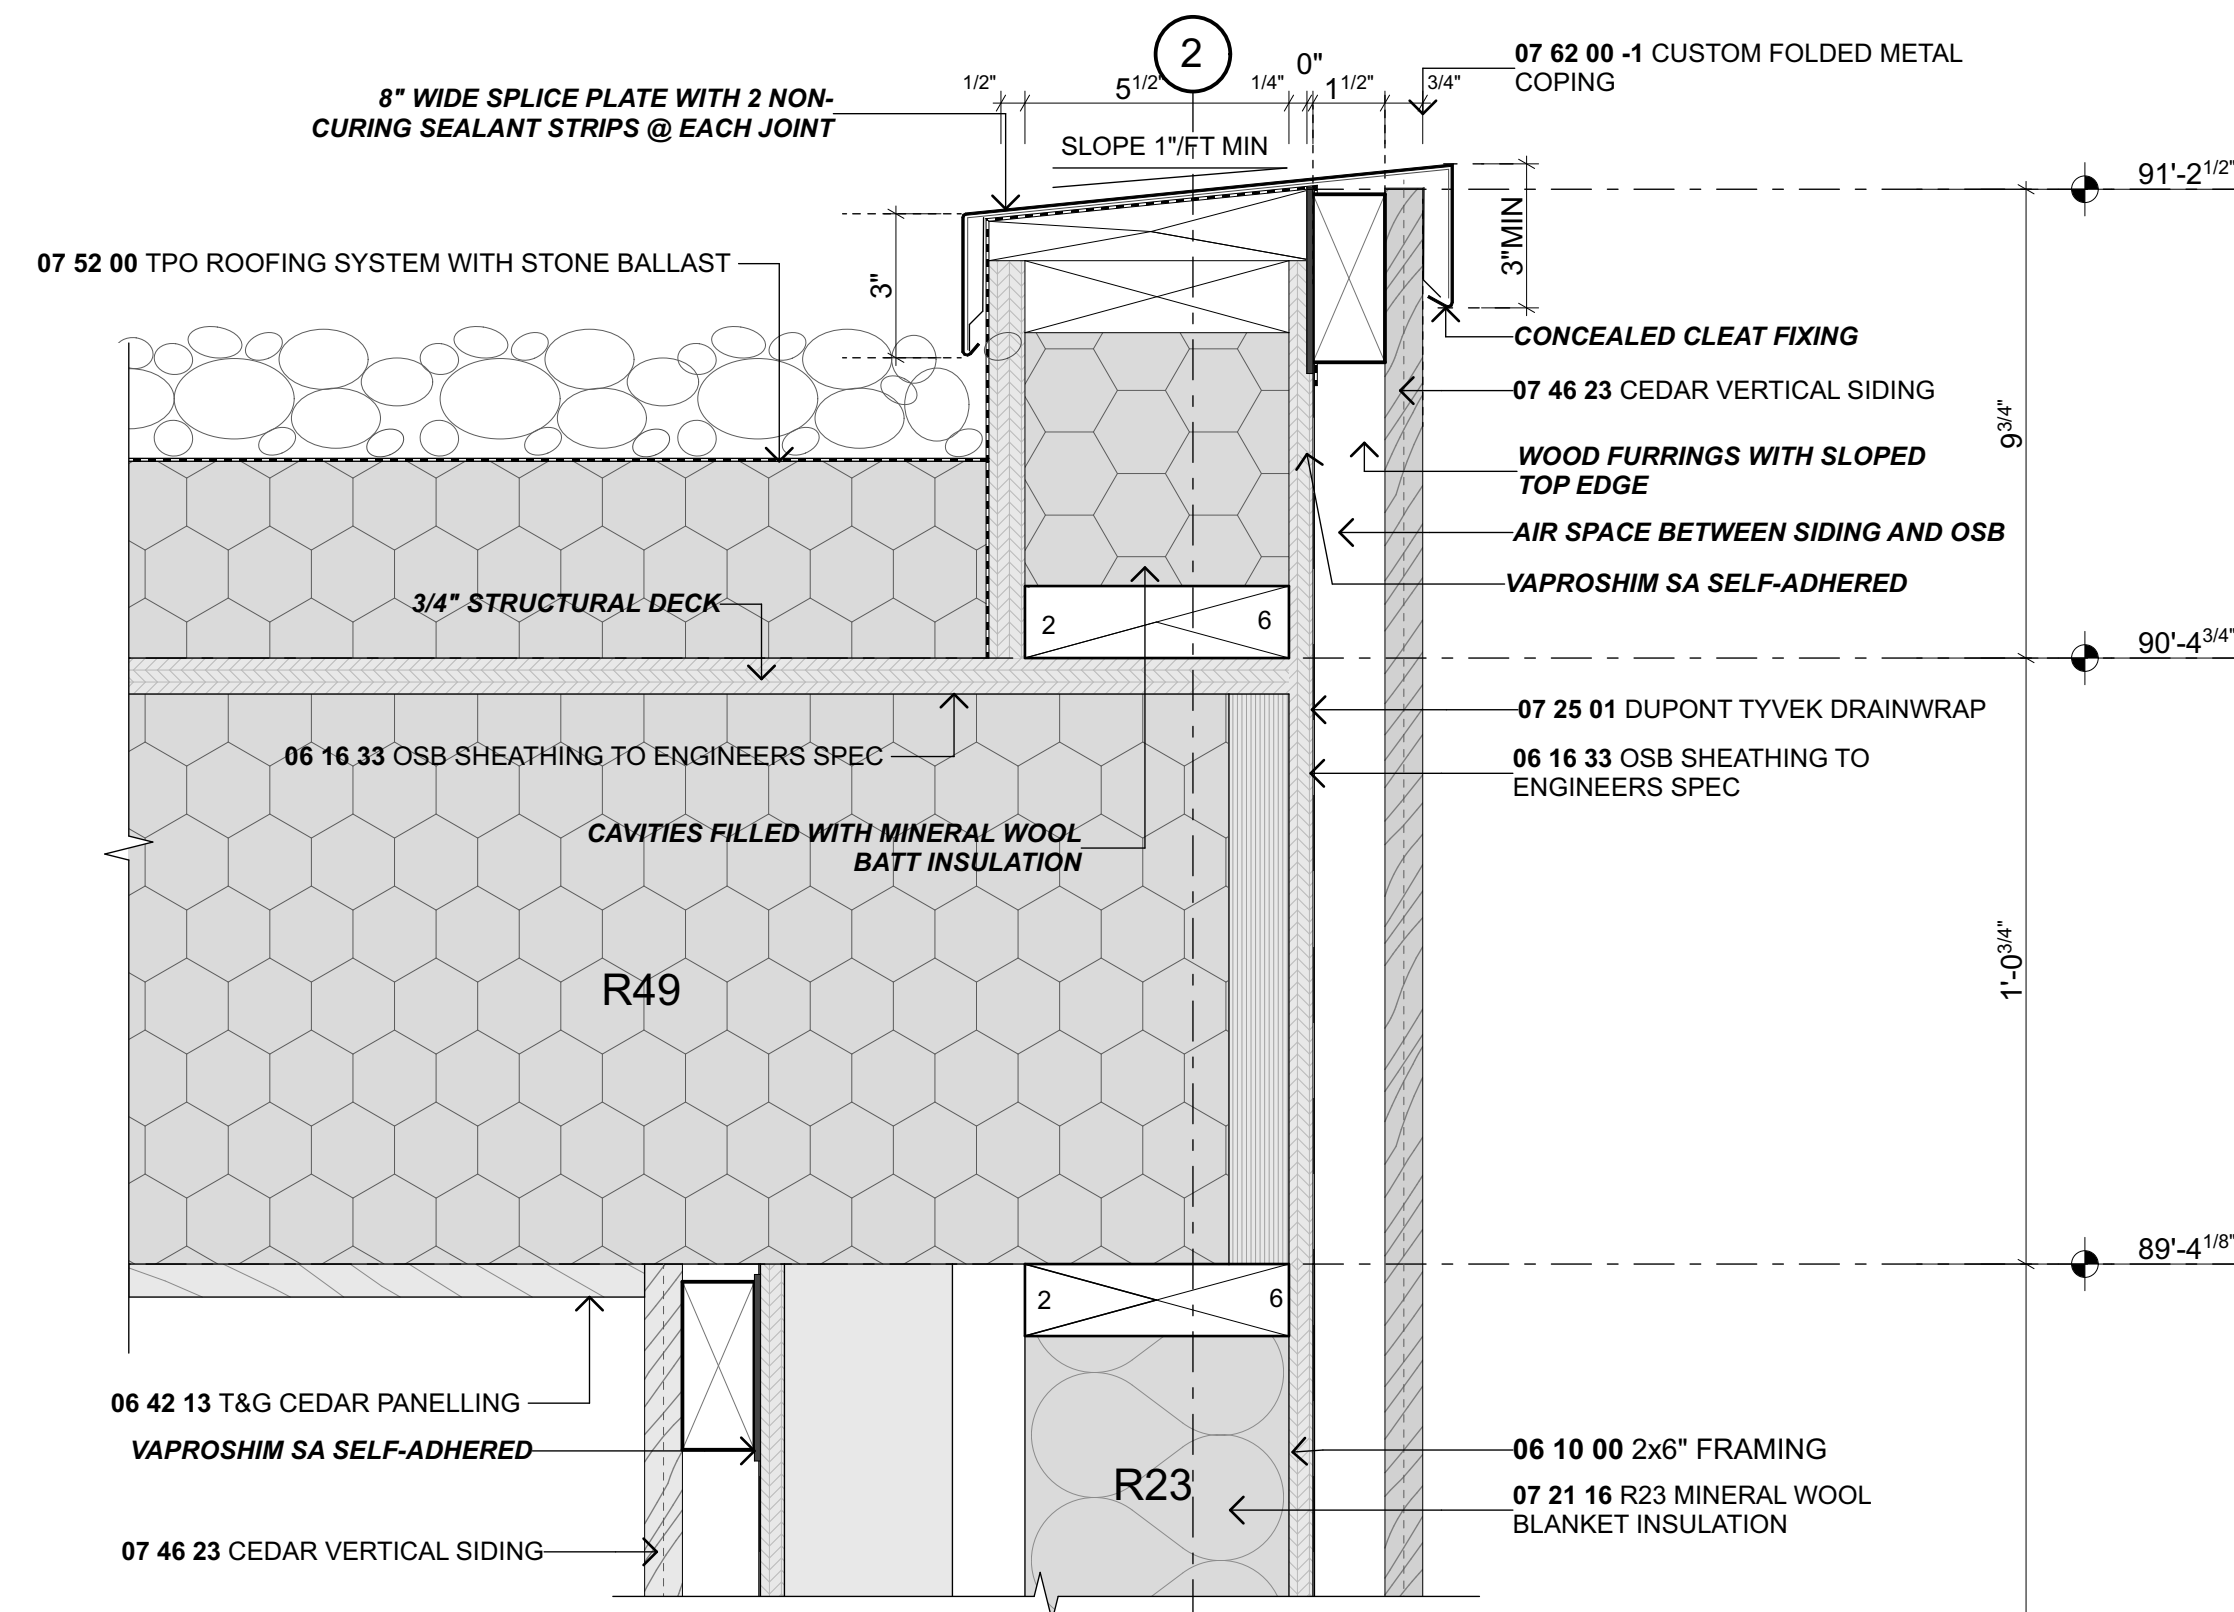 2
07 62 00 -1 CUSTOM FOLDED METAL
COPING
1/2"
5 1/2"
1/4"
0"
1 1/2"
3/4"
8" WIDE SPLICE PLATE WITH 2 NON-
CURING SEALANT STRIPS @ EACH JOINT
SLOPE 1"/FT MIN
91'-2 1/2"
3"MIN
3"
07 52 00 TPO ROOFING SYSTEM WITH STONE BALLAST
CONCEALED CLEAT FIXING
07 46 23 CEDAR VERTICAL SIDING
9 3/4"
WOOD FURRINGS WITH SLOPED
TOP EDGE
AIR SPACE BETWEEN SIDING AND OSB
VAPROSHIM SA SELF-ADHERED
3/4" STRUCTURAL DECK
2 6
90'-4 3/4"
07 25 01 DUPONT TYVEK DRAINWRAP
06 16 33 OSB SHEATHING TO ENGINEERS SPEC
06 16 33 OSB SHEATHING TO
ENGINEERS SPEC
CAVITIES FILLED WITH MINERAL WOOL
BATT INSULATION
1'-0 3/4"
R49
89'-4 1/8"
2 6
06 42 13 T&G CEDAR PANELLING
VAPROSHIM SA SELF-ADHERED
06 10 00 2x6" FRAMING
R23
07 21 16 R23 MINERAL WOOL
BLANKET INSULATION
07 46 23 CEDAR VERTICAL SIDING